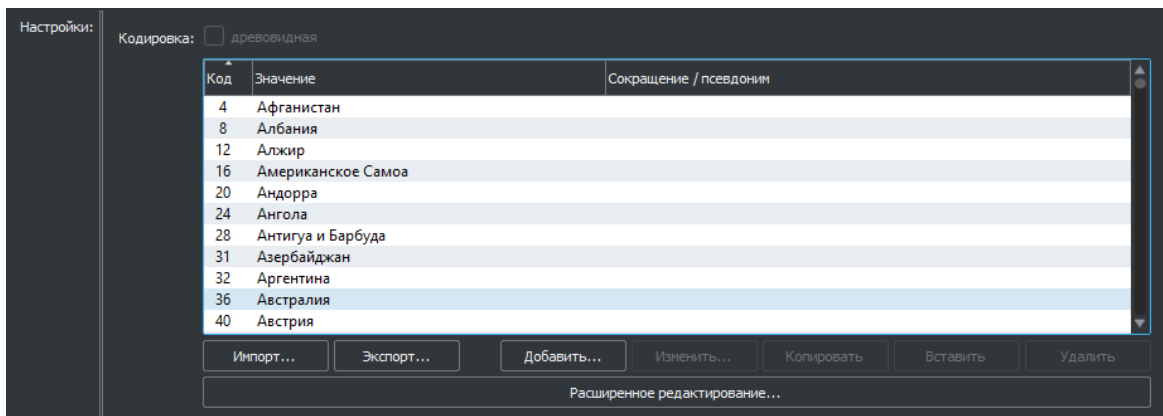 Настройки:
Кодировка: древовидная
Код Значение Сокращение / псевдоним
4 Афганистан
8 Албания
12 Алжир
16 Американское Самоа
20 Андорра
24 Ангола
28 Антигуа и Барбуда
31 Азербайджан
32 Аргентина
36 Австралия
40 Австрия
Импорт... Экспорт... Добавить... Изменить... Копировать Вставить Удалить
Расширенное редактирование...